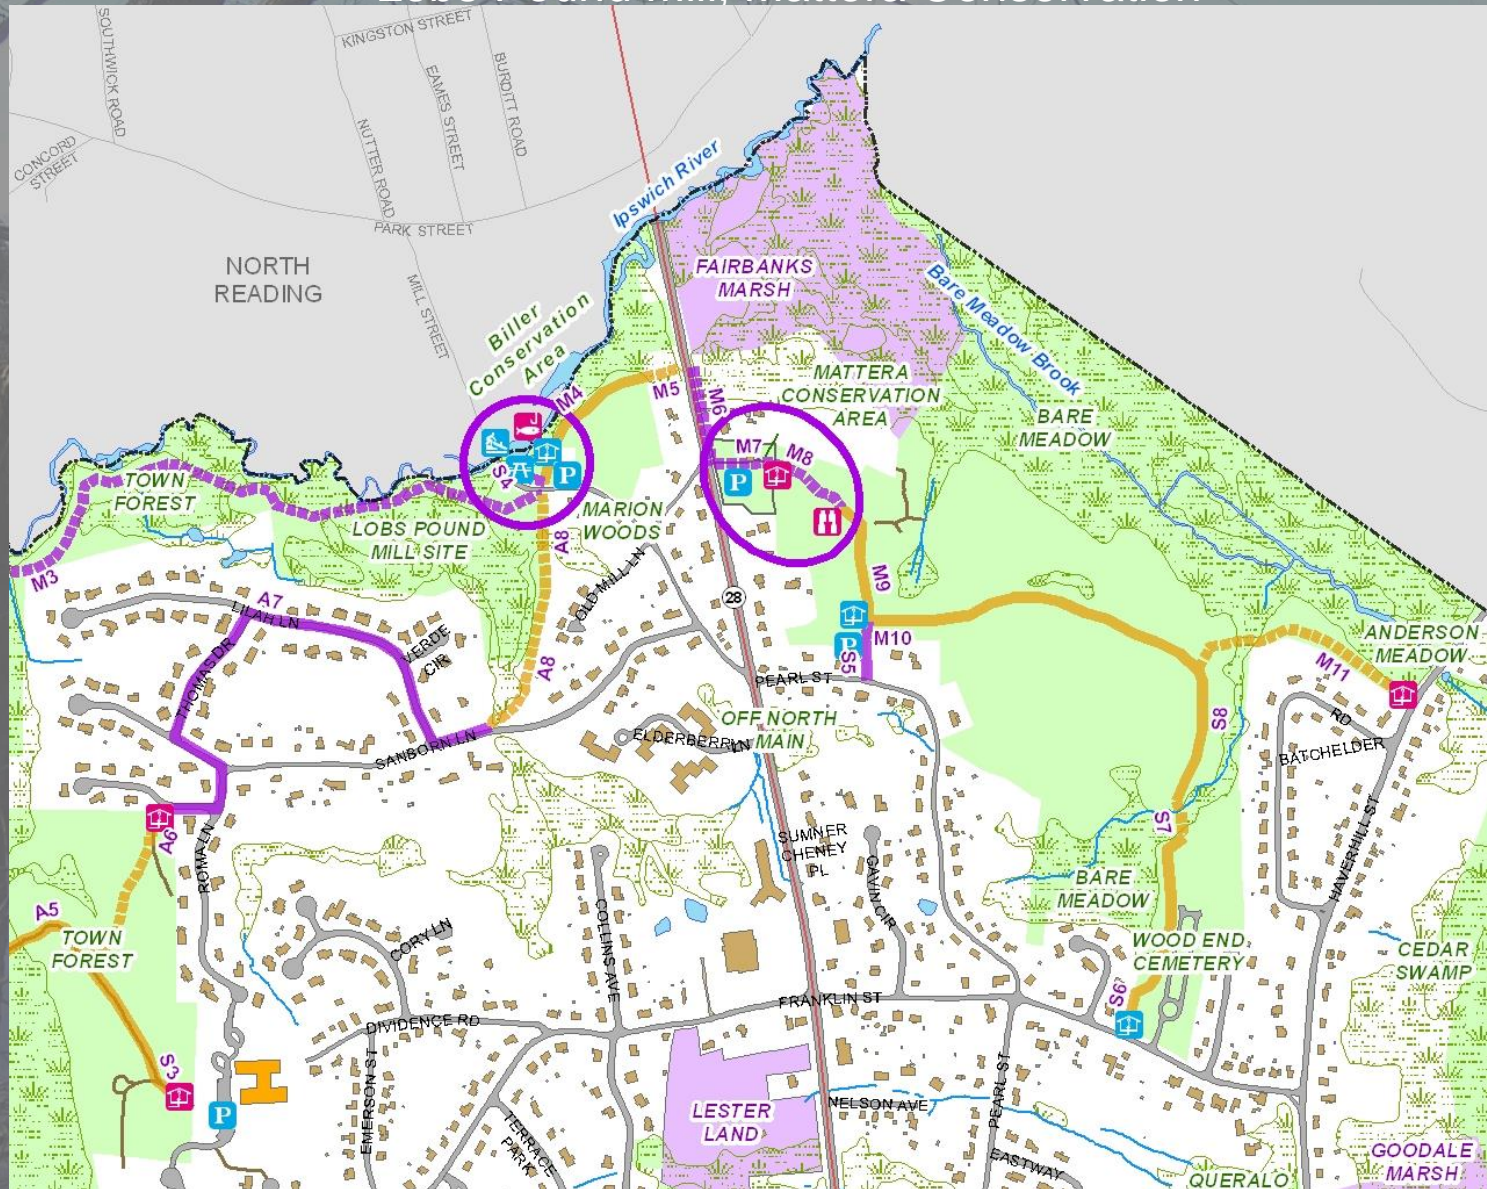 Lobs Pound Mill, Mattera Conservation
KINGSTON STREET
SOUTHWICK ROAD
EAMES STREET
BURDITT ROAD
CONCORD
STREET
NUTTER ROAD
PARK STREET
Ipswich River
NORTH
READING
MILL STREET
FAIRBANKS
MARSH
Bare Meadow Brook
Biller
Conservation
Area
M4
M5
M6
MATTERA
CONSERVATION
AREA
BARE
MEADOW
M7
M8
P
S4
P
TOWN
FOREST
LOBS POUND
MILL SITE
MARION
WOODS
A8
M3
OLD MILL LN
28
M9
A7
LILAH LN
VERDE
CIR
THOMAS DR
A8
P
S5
M10
ANDERSON
MEADOW
M11
PEARL ST
OFF NORTH
MAIN
ELDERBERRY LN
SANBORN LN
S8
RD
BATCHELDER
A6
ROMA LN
SUMNER
CHENEY
PL
GAVIN CIR
S7
HAVERHILL ST
BARE
MEADOW
A5
TOWN
FOREST
CORY LN
COLLINS AVE
WOOD END
CEMETERY
CEDAR
SWAMP
S6
FRANKLIN ST
DIVIDENCE RD
S3
P
EMERSON ST
TERRACE
PARK
LESTER
LAND
NELSON AVE
PEARL ST
EASTWAY
GOODALE
MARSH
QUERALO